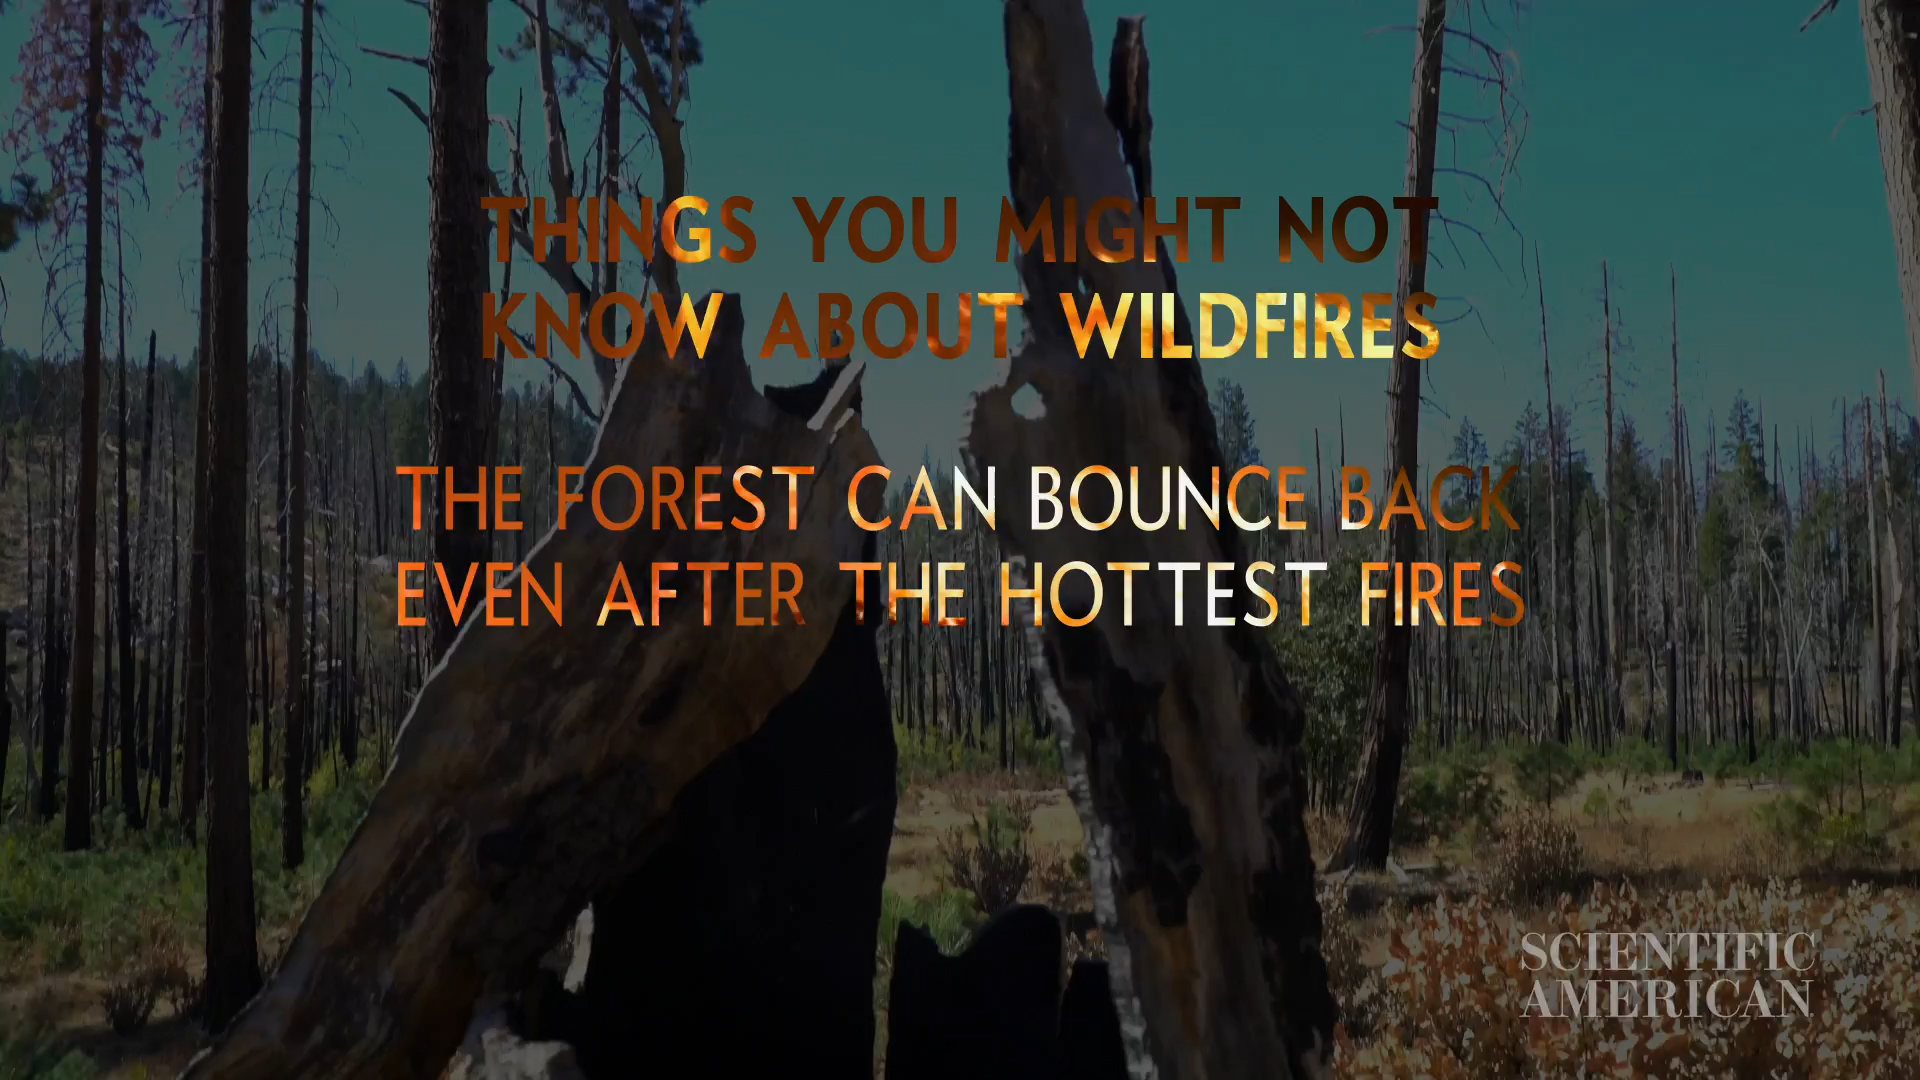 THINGS YOU MIGHT NOT
KNOW ABOUT WILDFIRES
THE FOREST CAN BOUNCE BACK
EVEN AFTER THE HOTTEST FIRES
SCIENTIFIC
AMERICAN